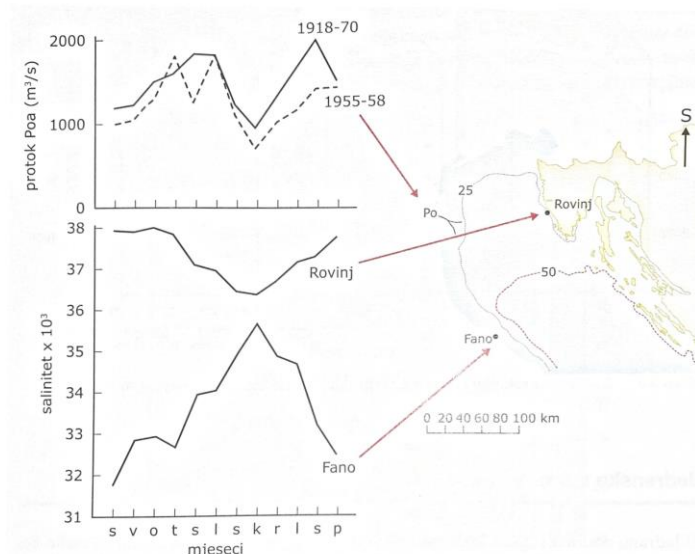 2000
1918-70
1000
1955-58
0
protok Poa (m³/s)
38
37
Rovinj
36
35
34
33
32
Fano
31
salinitet x 10³
s v o t s l s k r l s p
mjeseci
S
25
Po
Rovinj
50
Fano
0 20 40 60 80 100 km